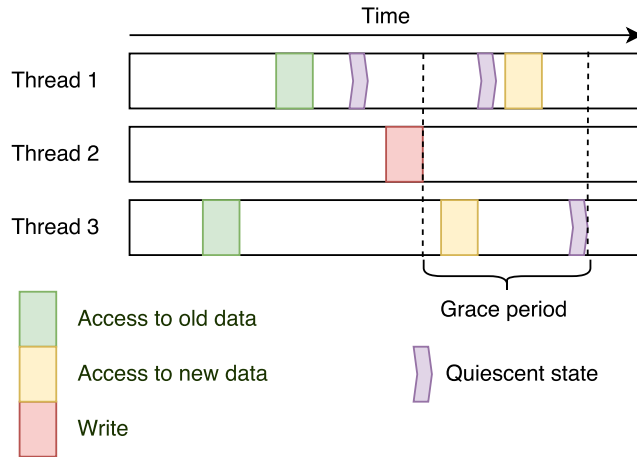 Time
Thread 1
Thread 2
Thread 3
Grace period
Access to old data
Access to new data
Quiescent state
Write